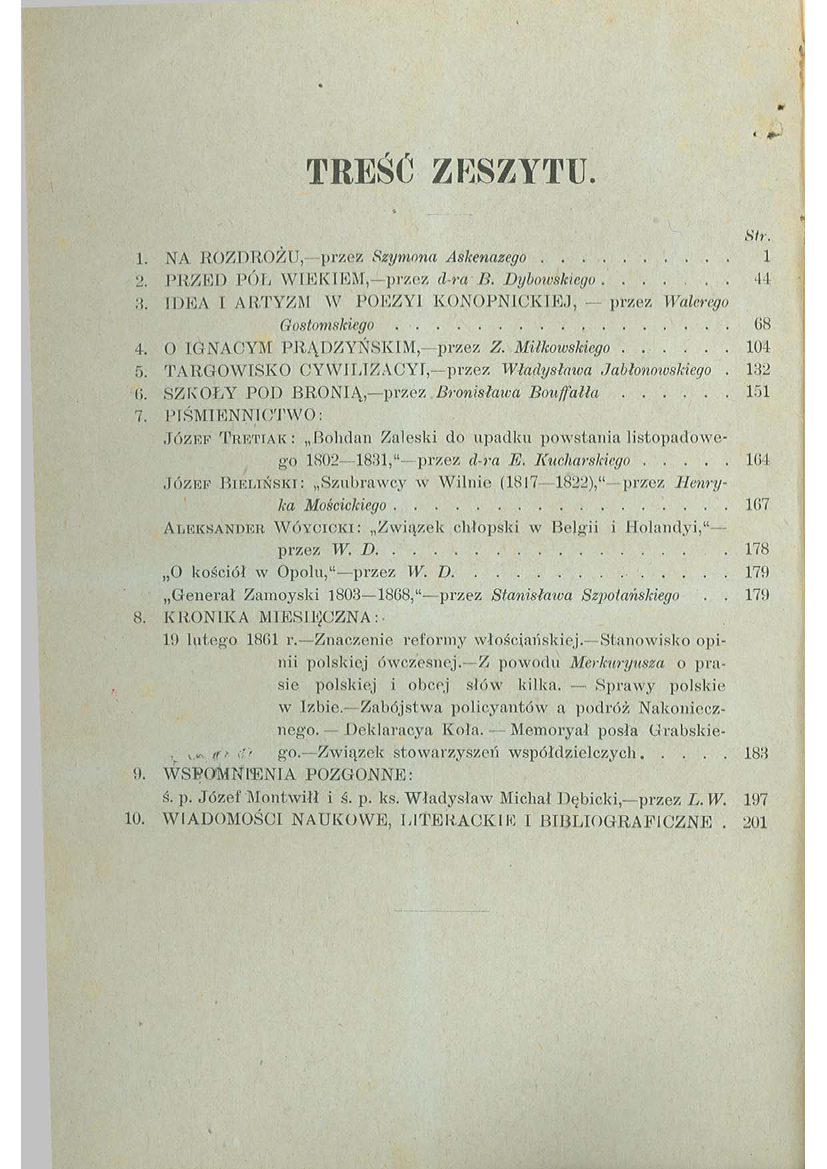 TREŚĆ ZESZYTU.
Str.
1. NA ROZDROŻU,—przez Szymona Askenazego . . . . . . . . . . 1
2. PRZED PÓŁ WIEKIEM,—przez d-ra B. Dybowskiego . . . . . . . 44
3. IDEA I ARTYZM W POEZYI KONOPNICKIEJ, — przez Walerego
Gostomskiego . . . . . . . . . . . . . . . . . 68
4. O IGNACYM PRĄDZYŃSKIM,—przez Z. Miłkowskiego . . . . . . 104
5. TARGOWISKO CYWILIZACYI,—przez Władysława Jabłonowskiego . 132
6. SZKOŁY POD BRONIĄ,—przez Bronisława Bouffałła . . . . . . 151
7. PIŚMIENNICTWO:
Józef Tretiak: „Bohdan Zaleski do upadku powstania listopadowe-
go 1802—1831,“—przez d-ra E. Kucharskiego . . . . . 164
Józef Bieliński: „Szubrawcy w Wilnie (1817—1822),“—przez Henry-
ka Mościckiego . . . . . . . . . . . . . . . . . 167
Aleksander Wóycicki: „Związek chłopski w Belgii i Holandyi,“—
przez W. D. . . . . . . . . . . . . . . . . 178
„O kościół w Opolu,“—przez W. D. . . . . . . . . . . . . . 179
„Generał Zamoyski 1803—1868,“—przez Stanisława Szpotańskiego . . 179
8. KRONIKA MIESIĘCZNA:
19 lutego 1861 r.—Znaczenie reformy włościańskiej.—Stanowisko opi-
nii polskiej ówczesnej.—Z powodu Merkuryusza o pra-
sie polskiej i obcej słów kilka. — Sprawy polskie
w Izbie.—Zabójstwa policyantów a podróż Nakoniecz-
nego. — Deklaracya Koła. — Memoryał posła Grabskie-
go.—Związek stowarzyszeń współdzielczych . . . . . 183
9. WSPOMNIENIA POZGONNE:
ś. p. Józef Montwiłł i ś. p. ks. Władysław Michał Dębicki,—przez L. W. 197
10. WIADOMOŚCI NAUKOWE, LITERACKIE I BIBLIOGRAFICZNE . 201